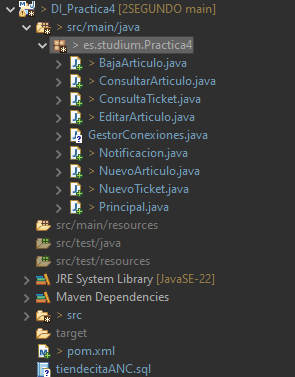 > DI_Practica4 [2SEGUNDO main]
> src/main/java
> es.studium.Practica4
> BajaArticulo.java
> ConsultarArticulo.java
> ConsultaTicket.java
> EditarArticulo.java
GestorConexiones.java
> Notificacion.java
> NuevoArticulo.java
> NuevoTicket.java
> Principal.java
src/main/resources
src/test/java
src/test/resources
JRE System Library [JavaSE-22]
Maven Dependencies
> src
target
> pom.xml
tiendecitaANC.sql